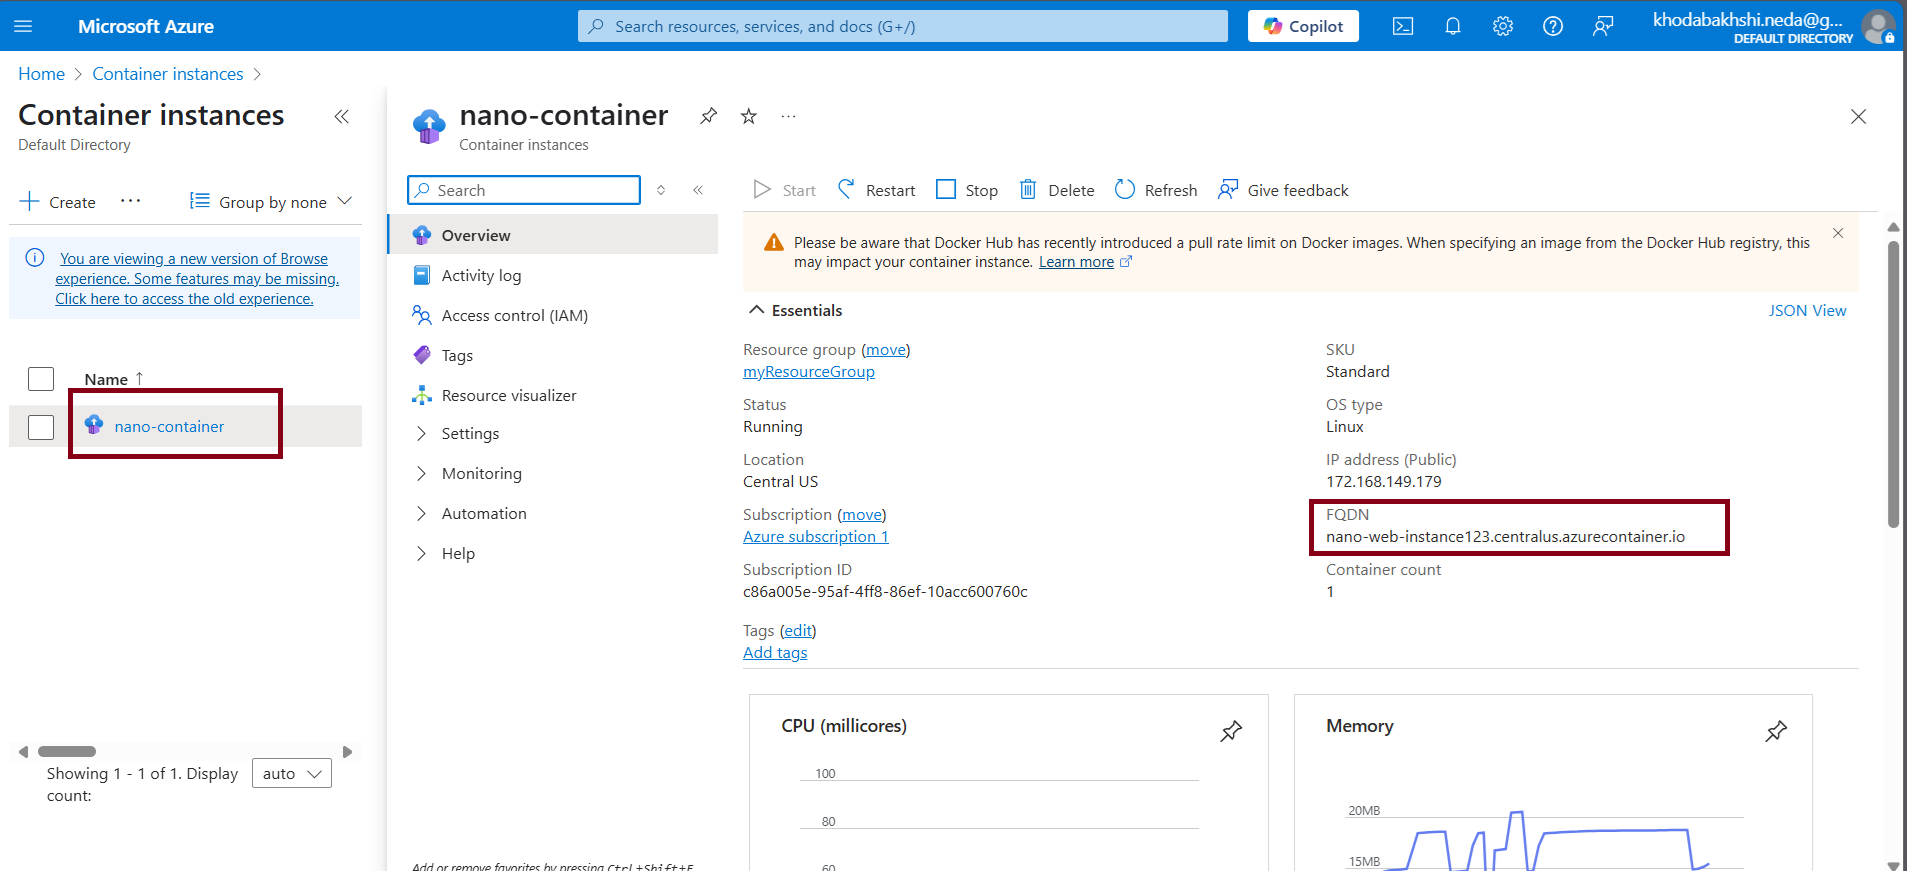 Microsoft Azure
Search resources, services, and docs (G+/)
Copilot
khodabakhshi.neda@g...
DEFAULT DIRECTORY
Home > Container instances >
Container instances
Default Directory
Create ...
Group by none
You are viewing a new version of Browse
experience. Some features may be missing.
Click here to access the old experience.
Name ↑
nano-container
Showing 1 - 1 of 1. Display
count:
auto
nano-container
Container instances
Search
Overview
Activity log
Access control (IAM)
Tags
Resource visualizer
Settings
Monitoring
Automation
Help
Add or remove favorites by pressing Ctrl+Shift+F
Start
Restart
Stop
Delete
Refresh
Give feedback
Please be aware that Docker Hub has recently introduced a pull rate limit on Docker images. When specifying an image from the Docker Hub registry, this
may impact your container instance. Learn more
Essentials
JSON View
Resource group (move)
myResourceGroup
Status
Running
Location
Central US
Subscription (move)
Azure subscription 1
Subscription ID
c86a005e-95af-4ff8-86ef-10acc600760c
Tags (edit)
Add tags
SKU
Standard
OS type
Linux
IP address (Public)
172.168.149.179
FQDN
nano-web-instance123.centralus.azurecontainer.io
Container count
1
CPU (millicores)
100
80
60
Memory
20MB
15MB